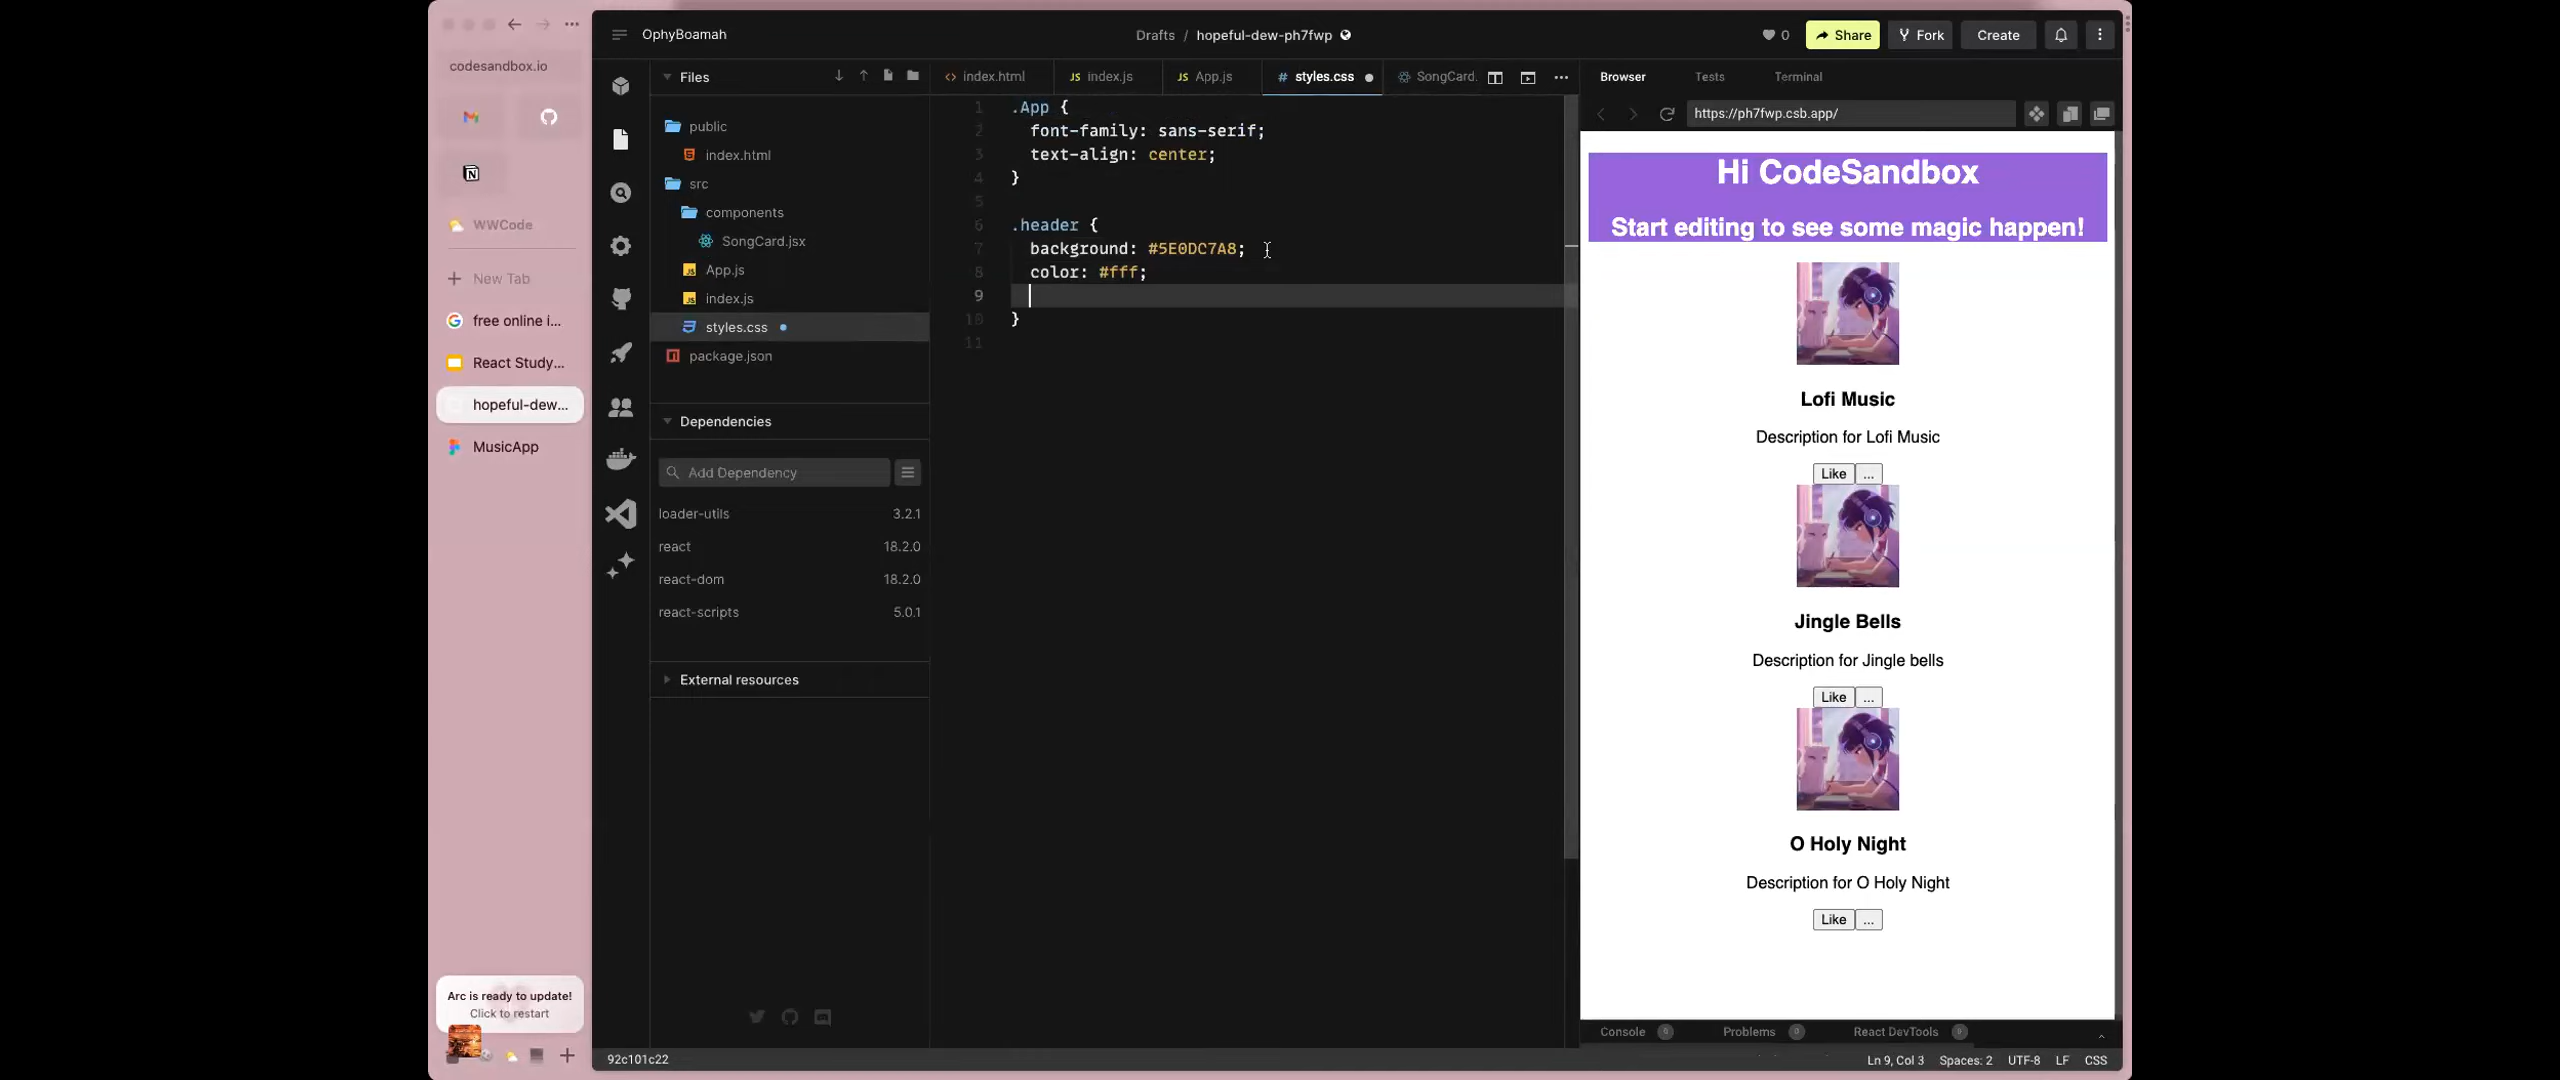 codesandbox.io
WWCode
New Tab
free online i...
React Study...
hopeful-dew...
MusicApp
Arc is ready to update!
Click to restart
OphyBoamah
Drafts / hopeful-dew-ph7fwp
0
Share
Fork
Create
Files
public
index.html
src
components
SongCard.jsx
App.js
index.js
styles.css
package.json
Dependencies
Add Dependency
loader-utils 3.2.1
react 18.2.0
react-dom 18.2.0
react-scripts 5.0.1
External resources
<> index.html
JS index.js
JS App.js
# styles.css
SongCard.
1 .App {
2 font-family: sans-serif;
3 text-align: center;
4 }
5
6 .header {
7 background: #5E0DC7A8;
8 color: #fff;
9
10 }
11
Browser
Tests
Terminal
https://ph7fwp.csb.app/
Hi CodeSandbox
Start editing to see some magic happen!
Lofi Music
Description for Lofi Music
Like ...
Jingle Bells
Description for Jingle bells
Like ...
O Holy Night
Description for O Holy Night
Like ...
Console 0
Problems 0
React DevTools 0
92c101c22
Ln 9, Col 3
Spaces: 2
UTF-8
LF
CSS